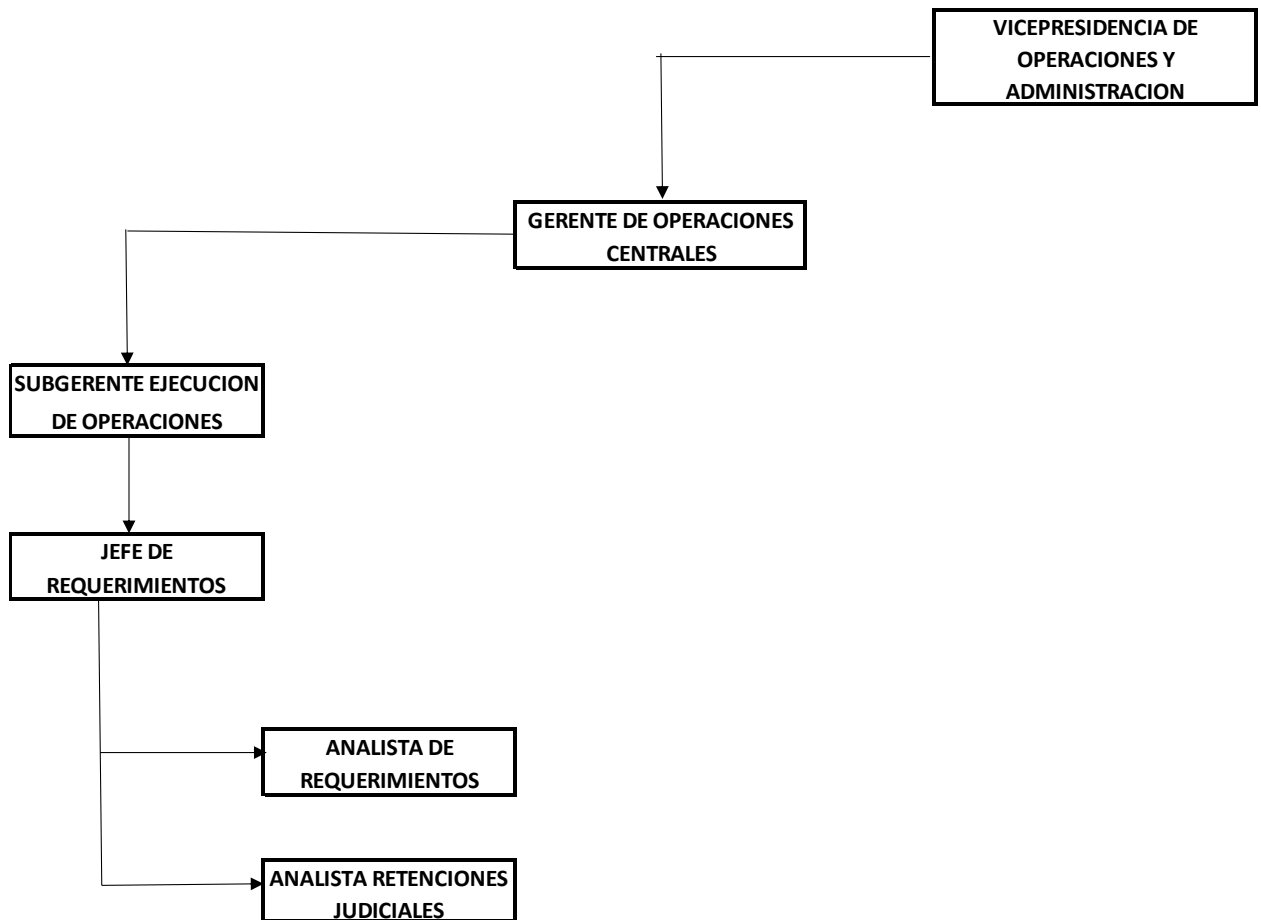 VICEPRESIDENCIA DE
OPERACIONES Y
ADMINISTRACION
GERENTE DE OPERACIONES
CENTRALES
SUBGERENTE EJECUCION
DE OPERACIONES
JEFE DE
REQUERIMIENTOS
ANALISTA DE
REQUERIMIENTOS
ANALISTA RETENCIONES
JUDICIALES